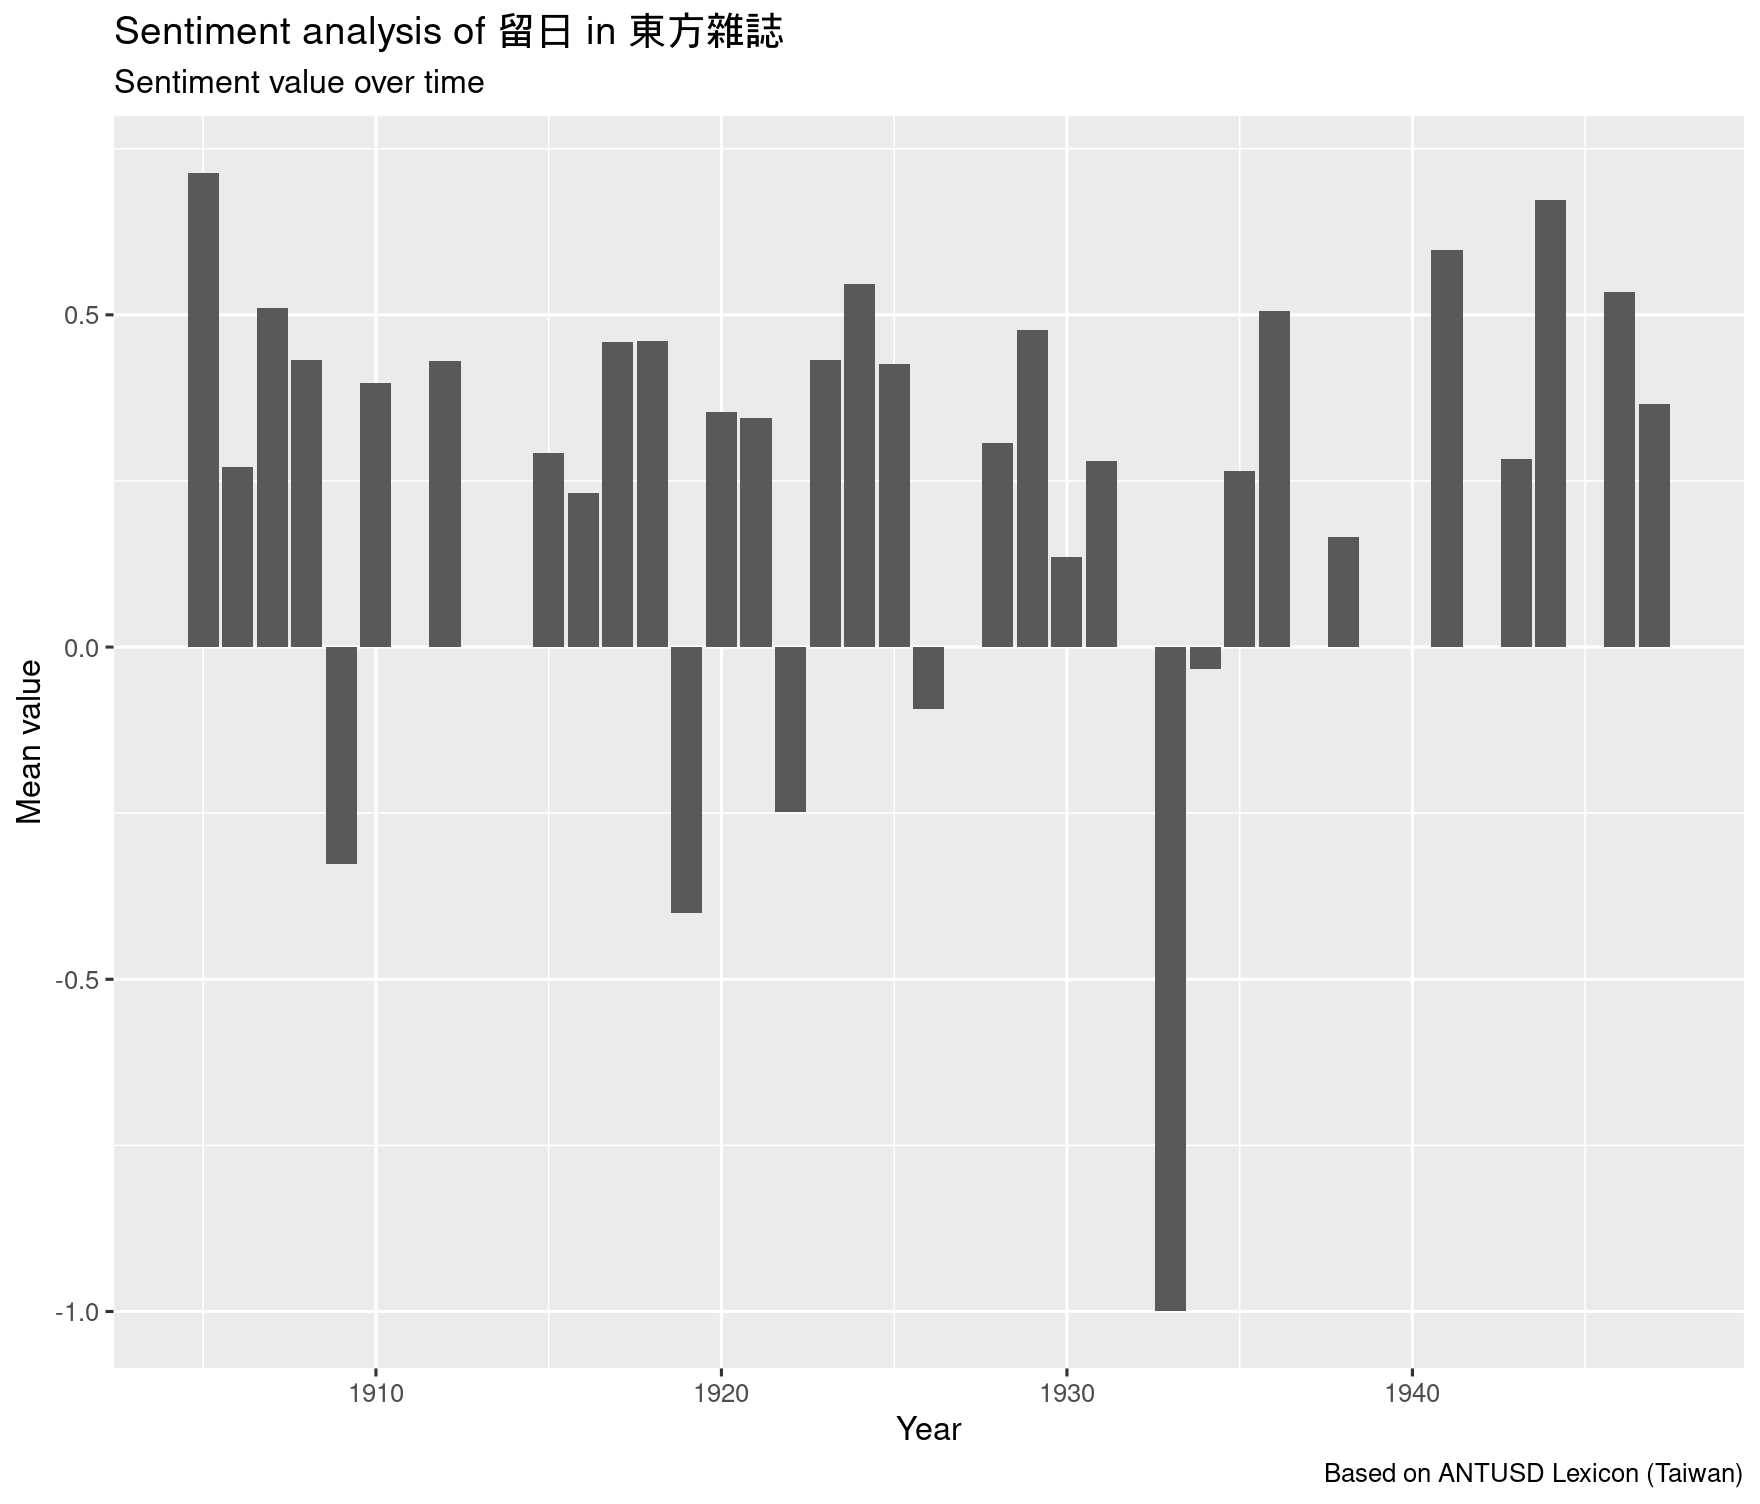 Sentiment analysis of 留日 in 東方雜誌
Sentiment value over time
Mean value
0.5
0.0
-0.5
-1.0
1910
1920
1930
1940
Year
Based on ANTUSD Lexicon (Taiwan)